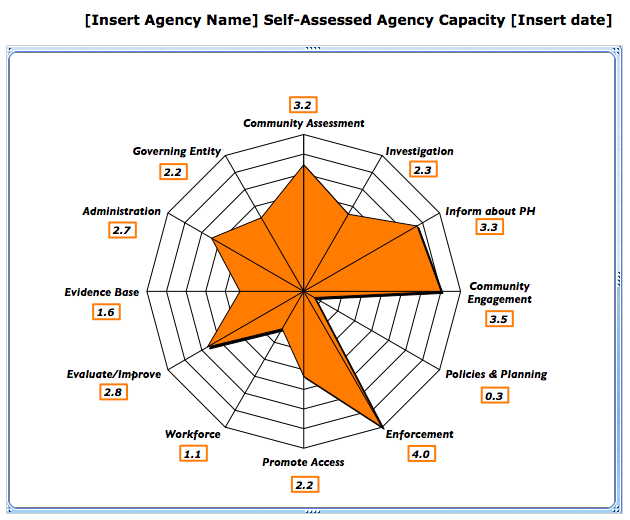 [Insert Agency Name] Self-Assessed Agency Capacity [Insert date]
3.2
Community Assessment
Governing Entity
2.2
Investigation
2.3
Administration
2.7
Inform about PH
3.3
Evidence Base
1.6
Community
Engagement
3.5
Evaluate/Improve
2.8
Policies & Planning
0.3
Workforce
1.1
Enforcement
4.0
Promote Access
2.2